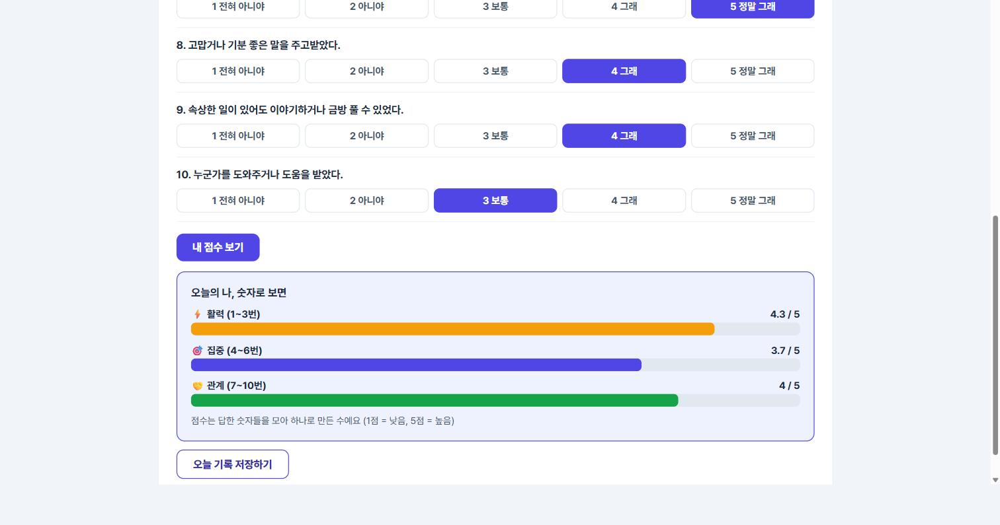 1 전혀 아니야 2 아니야 3 보통 4 그래 5 정말 그래
8. 고맙거나 기분 좋은 말을 주고받았다.
1 전혀 아니야 2 아니야 3 보통 4 그래 5 정말 그래
9. 속상한 일이 있어도 이야기하거나 금방 풀 수 있었다.
1 전혀 아니야 2 아니야 3 보통 4 그래 5 정말 그래
10. 누군가를 도와주거나 도움을 받았다.
1 전혀 아니야 2 아니야 3 보통 4 그래 5 정말 그래
내 점수 보기
오늘의 나, 숫자로 보면
활력 (1~3번) 4.3 / 5
집중 (4~6번) 3.7 / 5
관계 (7~10번) 4 / 5
점수는 답한 숫자들을 모아 하나로 만든 수예요 (1점 = 낮음, 5점 = 높음)
오늘 기록 저장하기